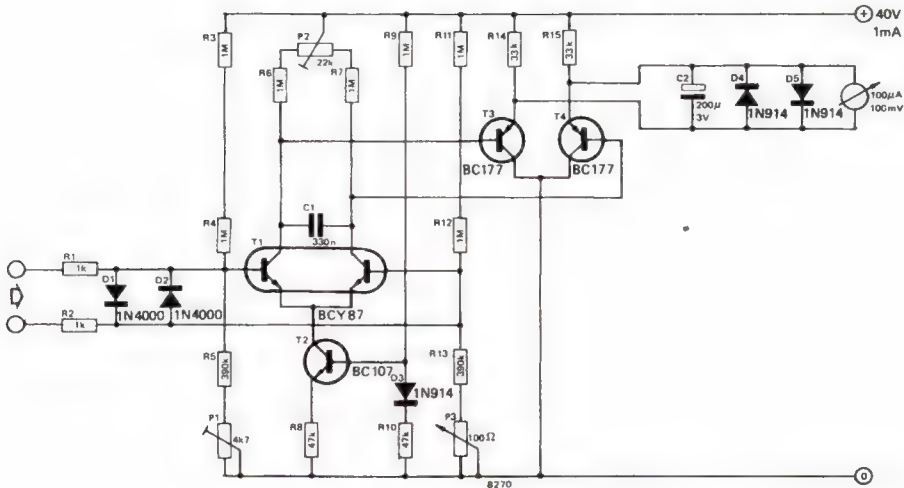 R3
1M
P2
22k
R6
1M
R7
1M
R9
1M
R11
1M
R14
33k
R15
33k
+ 40V
1mA
C2
200µ
3V
D4
1N914
D5
1N914
100µA
100mV
T3
BC177
T4
BC177
R4
1M
C1
330n
R12
1M
T1
BCY87
R1
1k
D1
1N4000
D2
1N4000
R2
1k
T2
BC107
R5
390k
R13
390k
D3
1N914
P1
4k7
R8
47k
R10
47k
P3
100Ω
0
8270